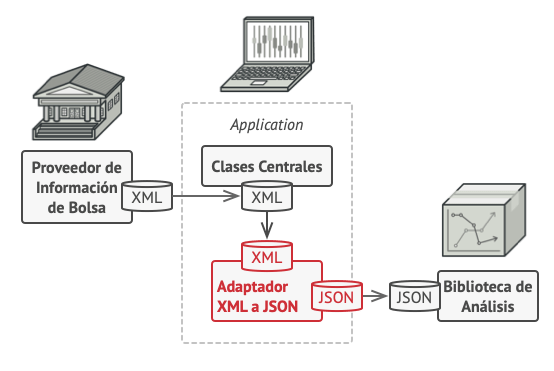 Application
Proveedor de
Información
de Bolsa
XML
Clases Centrales
XML
XML
Adaptador
XML a JSON
JSON
JSON
Biblioteca de
Análisis